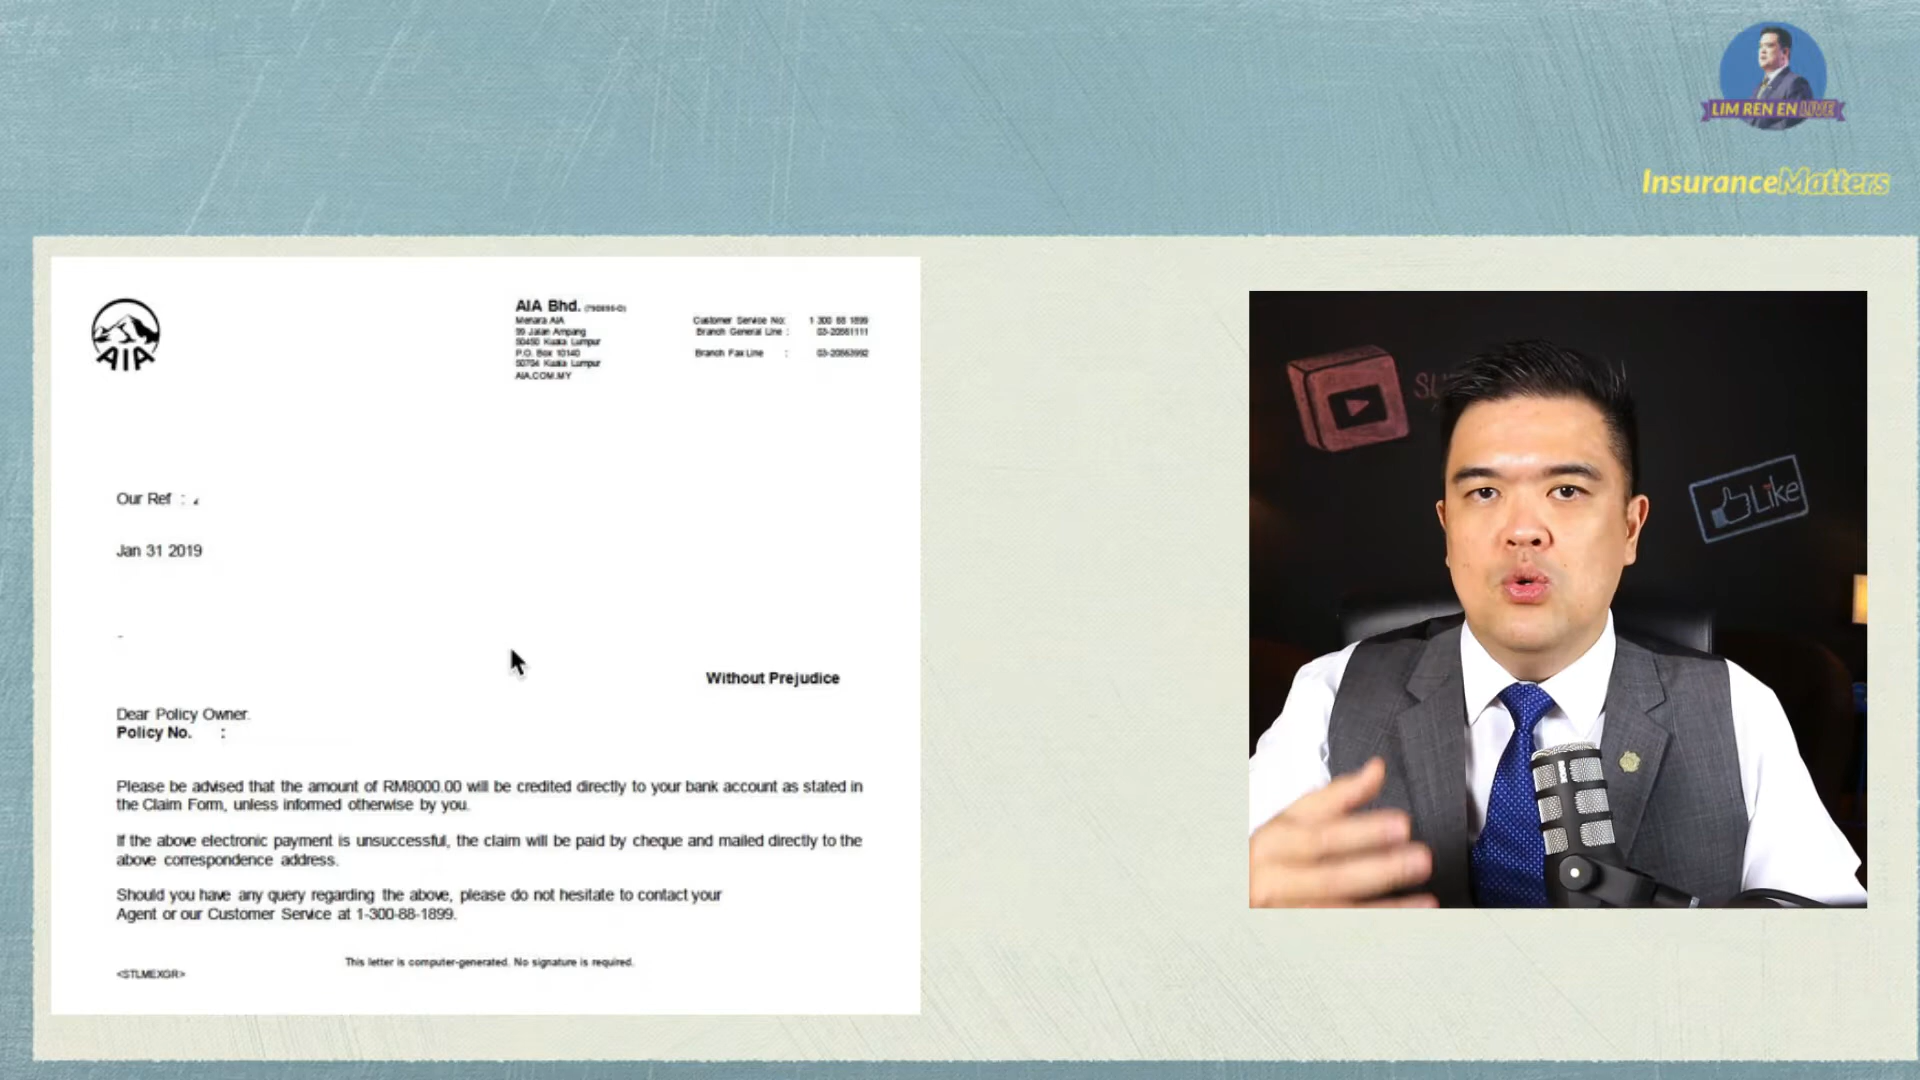 LIM REN EN LIVE
InsuranceMatters
AIA
AIA Bhd.
Menara AIA
99 Jalan Ampang
50450 Kuala Lumpur
P.O. Box 10140
50704 Kuala Lumpur
AIA.COM.MY
Customer Service No: 1 300 88 1899
Branch General Line : 03-20561111
Branch Fax Line :
Our Ref :
Jan 31 2019
Without Prejudice
Dear Policy Owner.
Policy No. :
Please be advised that the amount of RM8000.00 will be credited directly to your bank account as stated in
the Claim Form, unless informed otherwise by you.
If the above electronic payment is unsuccessful, the claim will be paid by cheque and mailed directly to the
above correspondence address.
Should you have any query regarding the above, please do not hesitate to contact your
Agent or our Customer Service at 1-300-88-1899.
This letter is computer-generated. No signature is required.
<STLMEXGR>
Like